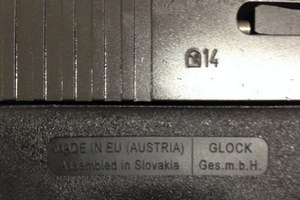 14
MADE IN EU (AUSTRIA) GLOCK
Assembled in Slovakia Ges.m.b.H.